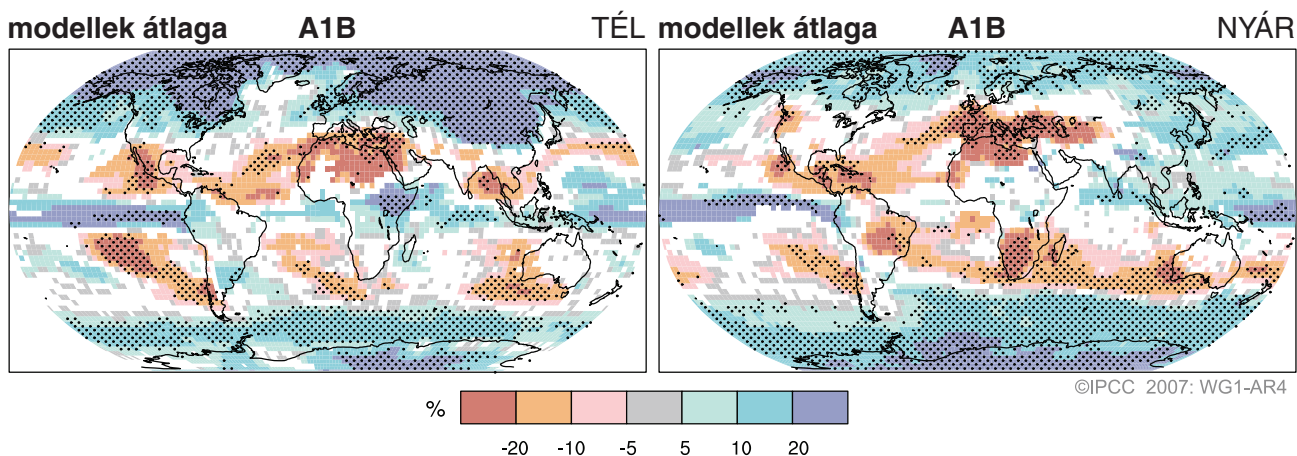 modellek átlaga A1B TÉL modellek átlaga A1B NYÁR
©IPCC 2007: WG1-AR4
%
-20 -10 -5 5 10 20